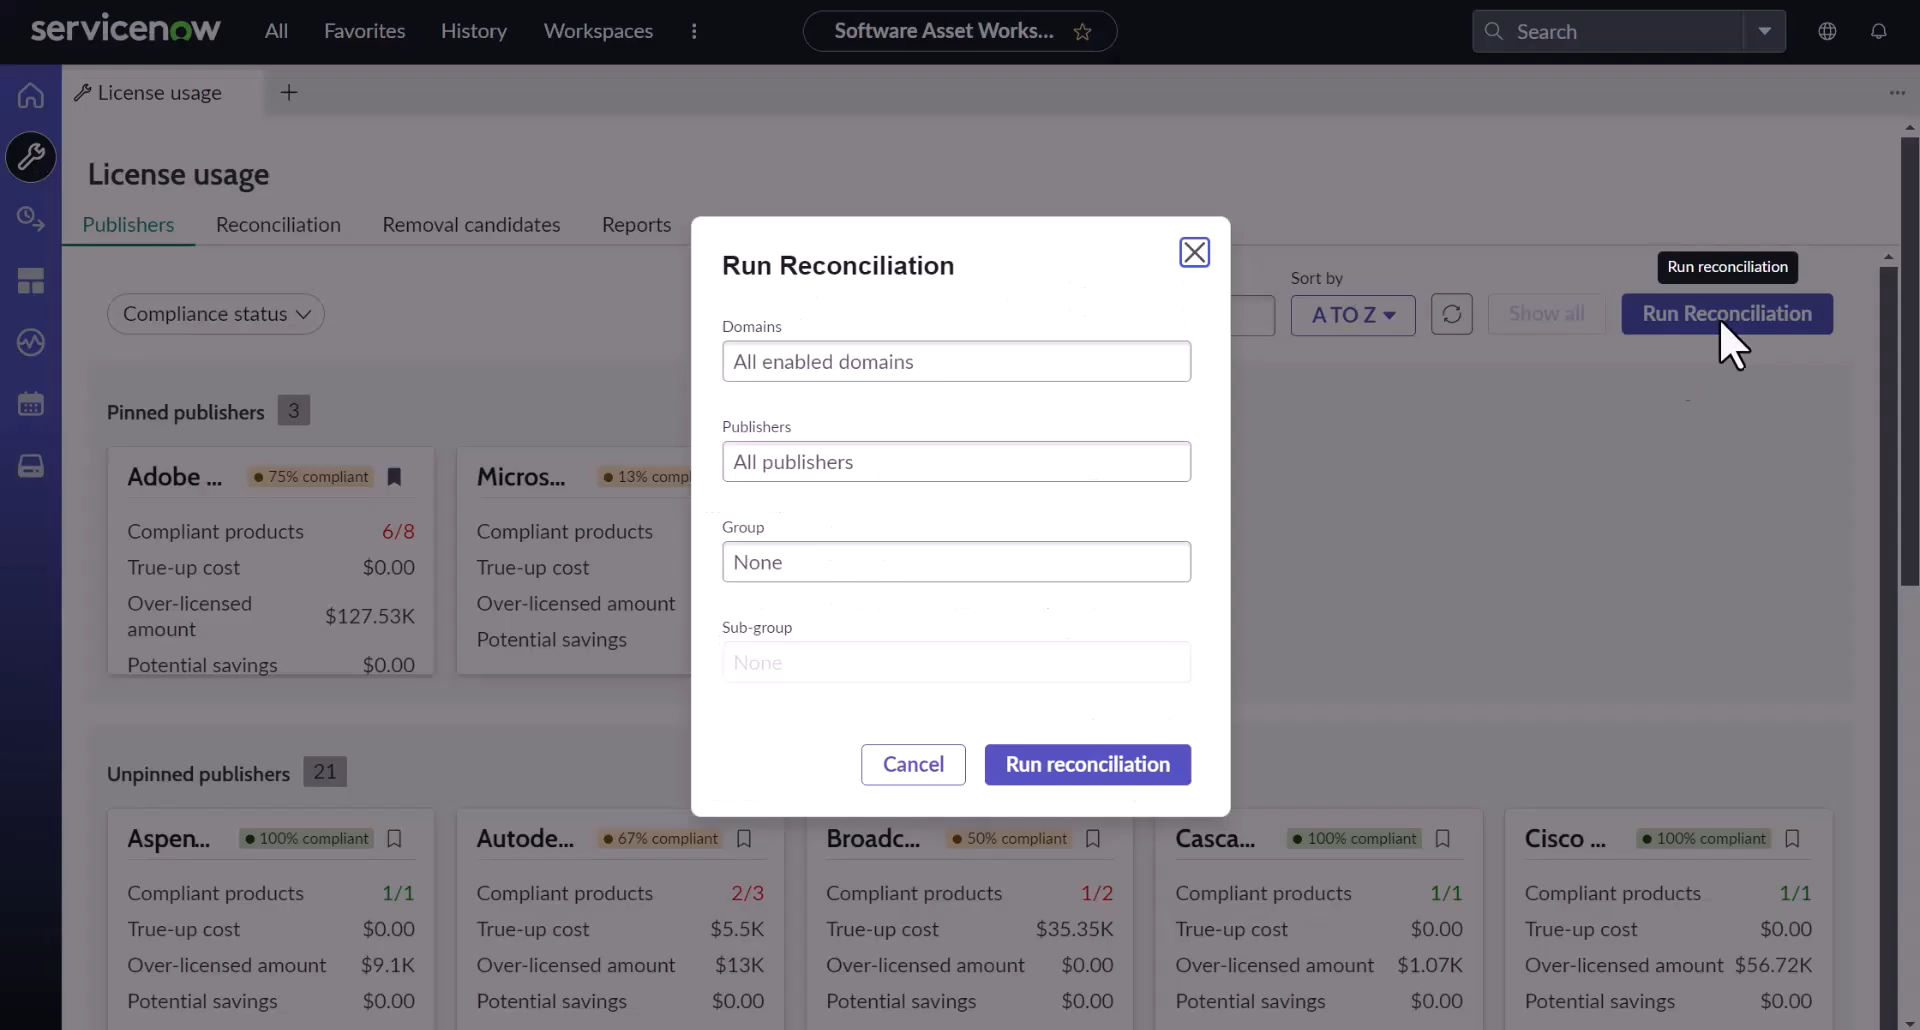 servicenow All Favorites History Workspaces Software Asset Works... Search
License usage
License usage
Publishers Reconciliation Removal candidates Reports
Compliance status
Sort by
A TO Z
Show all
Run reconciliation
Run Reconciliation
Run Reconciliation
Domains
All enabled domains
Publishers
All publishers
Group
None
Sub-group
None
Cancel Run reconciliation
Pinned publishers 3
Adobe ... 75% compliant
Compliant products 6/8
True-up cost $0.00
Over-licensed
amount $127.53K
Potential savings $0.00
Micros... 13% compl
Compliant products
True-up cost
Over-licensed amount
Potential savings
Unpinned publishers 21
Aspen... 100% compliant
Compliant products 1/1
True-up cost $0.00
Over-licensed amount $9.1K
Potential savings $0.00
Autode... 67% compliant
Compliant products 2/3
True-up cost $5.5K
Over-licensed amount $13K
Potential savings $0.00
Broadc... 50% compliant
Compliant products 1/2
True-up cost $35.35K
Over-licensed amount $0.00
Potential savings $0.00
Casca... 100% compliant
Compliant products 1/1
True-up cost $0.00
Over-licensed amount $1.07K
Potential savings $0.00
Cisco ... 100% compliant
Compliant products 1/1
True-up cost $0.00
Over-licensed amount $56.72K
Potential savings $0.00